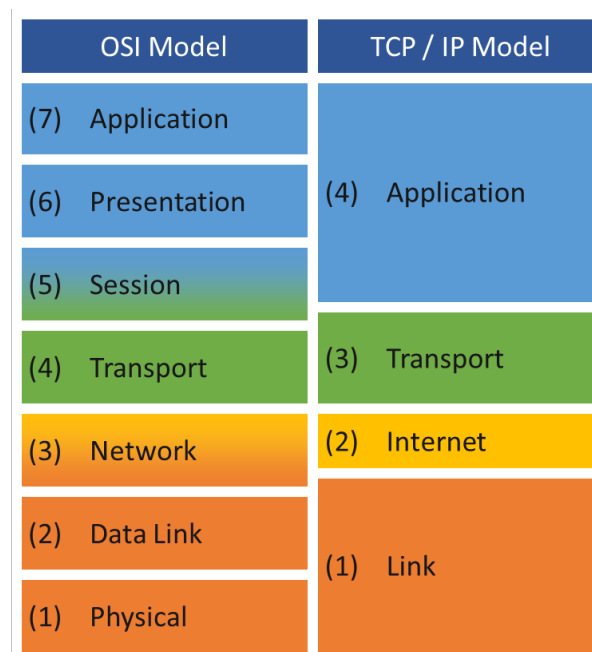 OSI Model
(7) Application
(6) Presentation
(5) Session
(4) Transport
(3) Network
(2) Data Link
(1) Physical
TCP / IP Model
(4) Application
(3) Transport
(2) Internet
(1) Link